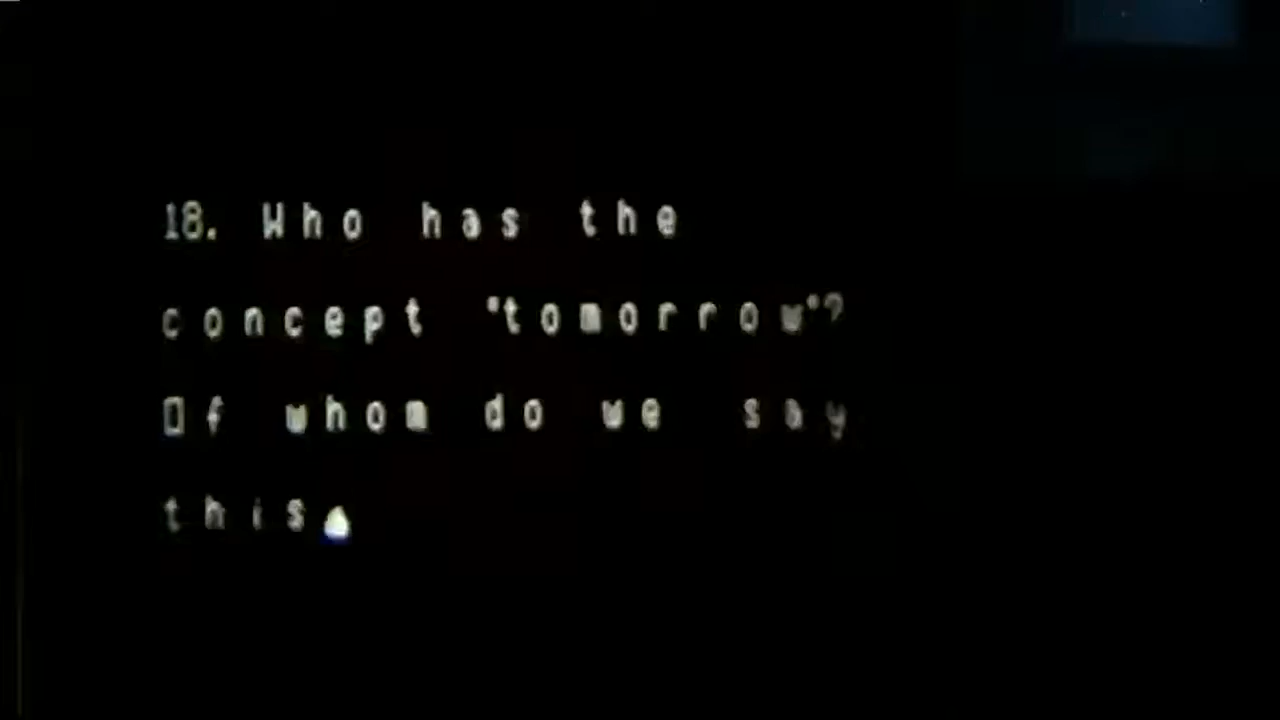 18. Who has the
concept "tomorrow"?
Of whom do we say
this